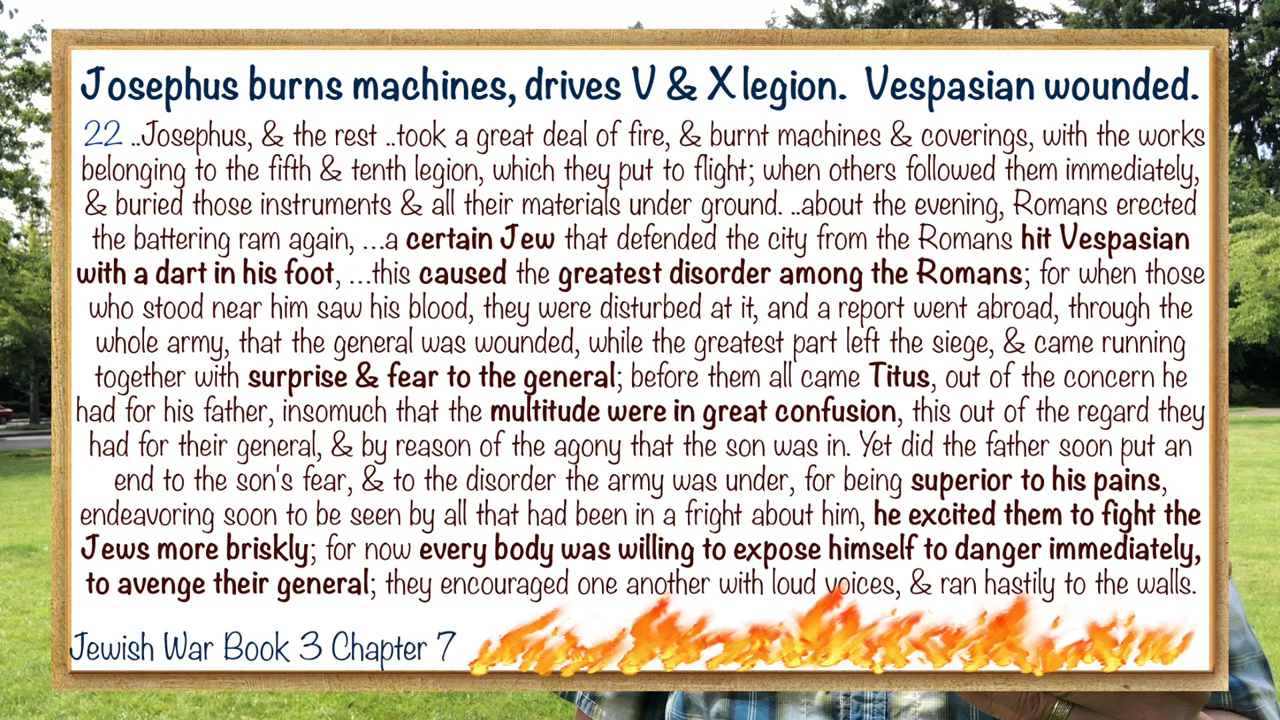 Josephus burns machines, drives V & X legion.  Vespasian wounded.
22 ..Josephus, & the rest ..took a great deal of fire, & burnt machines & coverings, with the works
belonging to the fifth & tenth legion, which they put to flight; when others followed them immediately,
& buried those instruments & all their materials under ground. ..about the evening, Romans erected
the battering ram again, ...a certain Jew that defended the city from the Romans hit Vespasian
with a dart in his foot, ...this caused the greatest disorder among the Romans; for when those
who stood near him saw his blood, they were disturbed at it, and a report went abroad, through the
whole army, that the general was wounded, while the greatest part left the siege, & came running
together with surprise & fear to the general; before them all came Titus, out of the concern he
had for his father, insomuch that the multitude were in great confusion, this out of the regard they
had for their general, & by reason of the agony that the son was in. Yet did the father soon put an
end to the son's fear, & to the disorder the army was under, for being superior to his pains,
endeavoring soon to be seen by all that had been in a fright about him, he excited them to fight the
Jews more briskly; for now every body was willing to expose himself to danger immediately,
to avenge their general; they encouraged one another with loud voices, & ran hastily to the walls.
Jewish War Book 3 Chapter 7